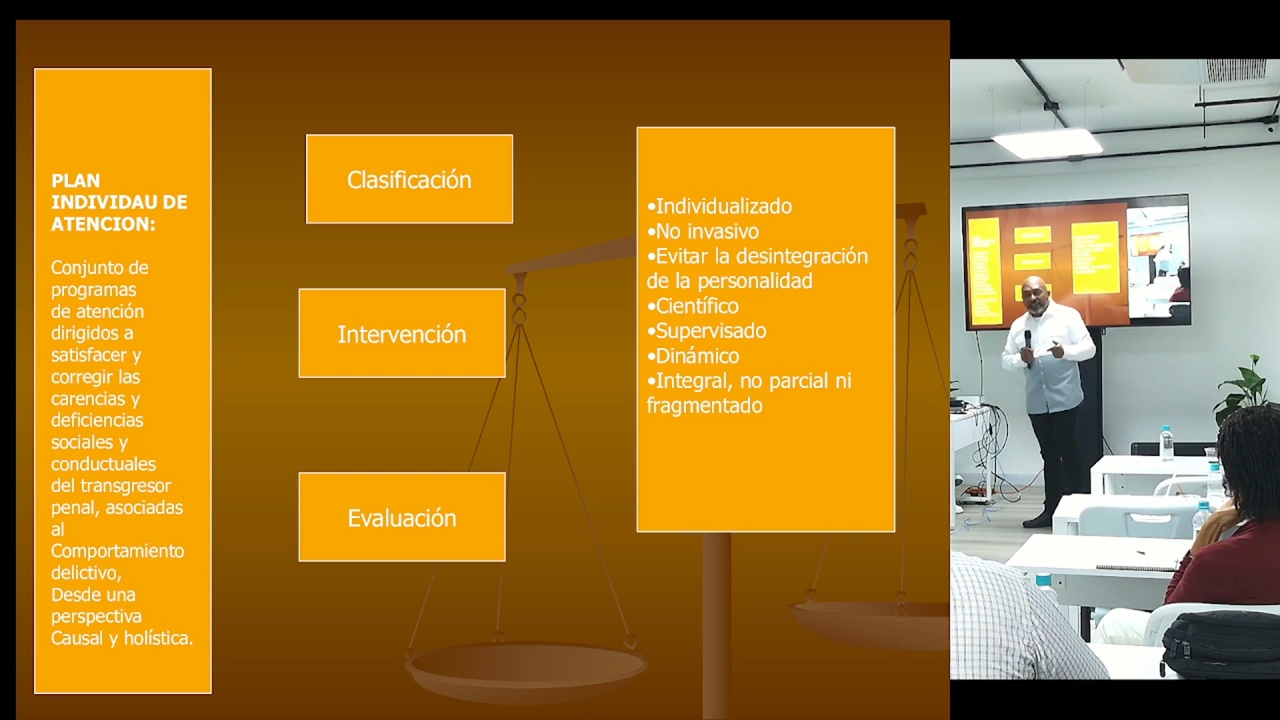 PLAN
INDIVIDAU DE
ATENCION:
Conjunto de
programas
de atención
dirigidos a
satisfacer y
corregir las
carencias y
deficiencias
sociales y
conductuales
del transgresor
penal, asociadas
al
Comportamiento
delictivo,
Desde una
perspectiva
Causal y holística.
Clasificación
Intervención
Evaluación
•Individualizado
•No invasivo
•Evitar la desintegración
de la personalidad
•Científico
•Supervisado
•Dinámico
•Integral, no parcial ni
fragmentado